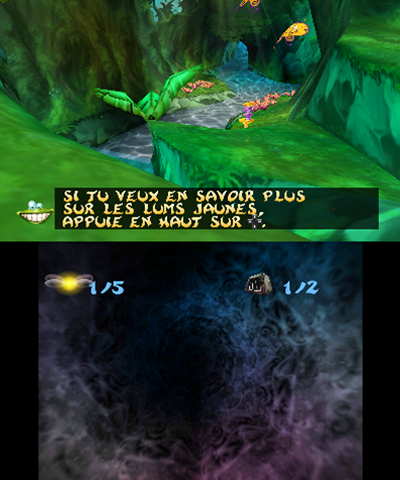 SI TU VEUX EN SAVOIR PLUS
SUR LES LUMS JAUNES,
APPUIE EN HAUT SUR .
1/5
1/2